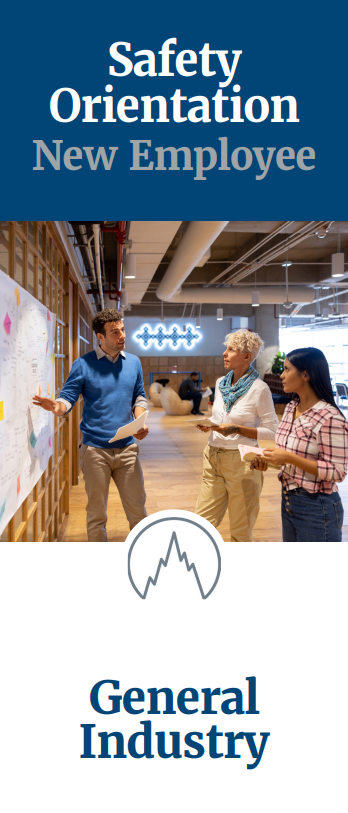 Safety
Orientation
New Employee
General
Industry